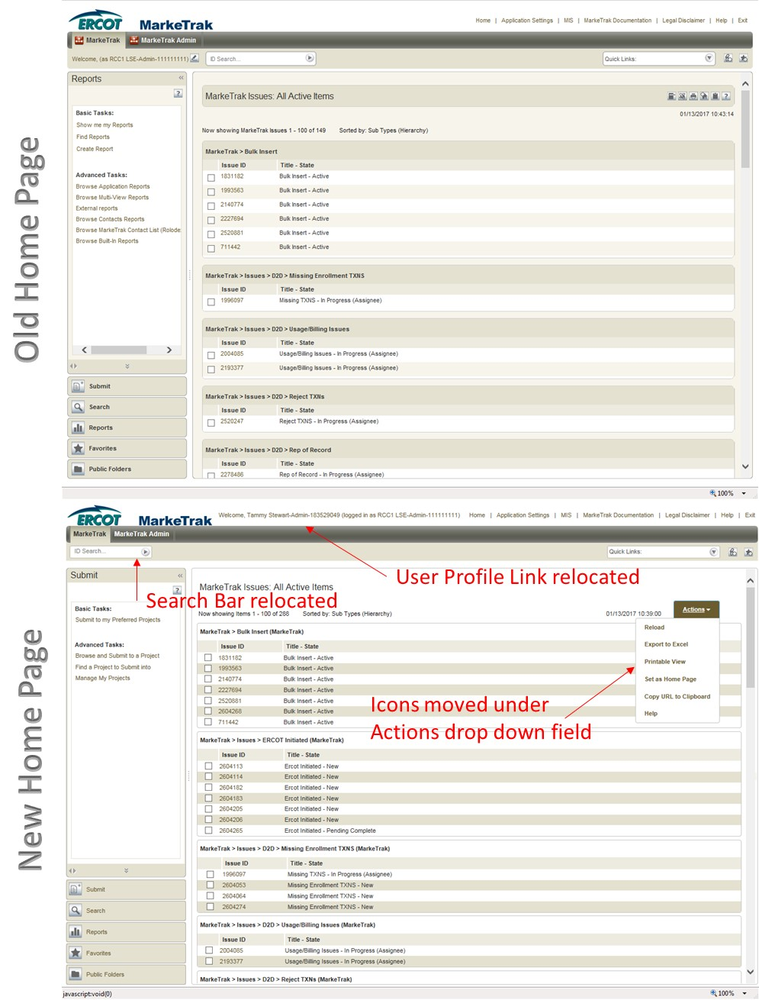 Old Home Page
ERCOT
MarkeTrak
Home | Application Settings | MIS | MarkeTrak Documentation | Legal Disclaimer | Help | Exit
MarkeTrak MarkeTrak Admin
Welcome, (as RCC1 LSE-Admin-111111111) ID Search... Quick Links:
Reports «
?
Basic Tasks:
Show me my Reports
Find Reports
Create Report
Advanced Tasks:
Browse Application Reports
Browse Multi-View Reports
External reports
Browse Contacts Reports
Browse MarkeTrak Contact List (Rolode
Browse Built-In Reports
Submit
Search
Reports
Favorites
Public Folders
MarkeTrak Issues: All Active Items
?
01/13/2017 10:43:14
Now showing MarkeTrak Issues 1 - 100 of 149 Sorted by: Sub Types (Hierarchy)
MarkeTrak > Bulk Insert
Issue ID Title - State
1831182 Bulk Insert - Active
1993563 Bulk Insert - Active
2140774 Bulk Insert - Active
2227694 Bulk Insert - Active
2520881 Bulk Insert - Active
711442 Bulk Insert - Active
MarkeTrak > Issues > D2D > Missing Enrollment TXNS
Issue ID Title - State
1996097 Missing TXNS - In Progress (Assignee)
MarkeTrak > Issues > D2D > Usage/Billing Issues
Issue ID Title - State
2004085 Usage/Billing Issues - In Progress (Assignee)
2193377 Usage/Billing Issues - In Progress (Assignee)
MarkeTrak > Issues > D2D > Reject TXNs
Issue ID Title - State
2520247 Reject TXNS - In Progress (Assignee)
MarkeTrak > Issues > D2D > Rep of Record
Issue ID Title - State
2278486 Rep of Record - In Progress (Assignee)
100%
New Home Page
ERCOT
MarkeTrak
Welcome, Tammy Stewart-Admin-183529049 (logged in as RCC1 LSE-Admin-111111111) Home | Application Settings | MIS | MarkeTrak Documentation | Legal Disclaimer | Help | Exit
MarkeTrak MarkeTrak Admin
ID Search... Quick Links:
User Profile Link relocated
Search Bar relocated
Submit «
?
Basic Tasks:
Submit to my Preferred Projects
Advanced Tasks:
Browse and Submit to a Project
Find a Project to Submit into
Manage My Projects
Submit
Search
Reports
Favorites
Public Folders
MarkeTrak Issues: All Active Items
Now showing Items 1 - 100 of 288 Sorted by: Sub Types (Hierarchy)
01/13/2017 10:39:00
Actions
Reload
Export to Excel
Printable View
Set as Home Page
Copy URL to Clipboard
Help
Icons moved under
Actions drop down field
MarkeTrak > Bulk Insert (MarkeTrak)
Issue ID Title - State
1831182 Bulk Insert - Active
1993563 Bulk Insert - Active
2140774 Bulk Insert - Active
2227694 Bulk Insert - Active
2520881 Bulk Insert - Active
2604268 Bulk Insert - Active
711442 Bulk Insert - Active
MarkeTrak > Issues > ERCOT Initiated (MarkeTrak)
Issue ID Title - State
2604113 Ercot Initiated - New
2604114 Ercot Initiated - New
2604182 Ercot Initiated - New
2604183 Ercot Initiated - New
2604205 Ercot Initiated - New
2604206 Ercot Initiated - New
2604265 Ercot Initiated - Pending Complete
MarkeTrak > Issues > D2D > Missing Enrollment TXNS (MarkeTrak)
Issue ID Title - State
1996097 Missing TXNS - In Progress (Assignee)
2604053 Missing Enrollment TXNS - New
2604064 Missing Enrollment TXNS - New
2604274 Missing Enrollment TXNS - New
MarkeTrak > Issues > D2D > Usage/Billing Issues (MarkeTrak)
Issue ID Title - State
2004085 Usage/Billing Issues - In Progress (Assignee)
2193377 Usage/Billing Issues - In Progress (Assignee)
MarkeTrak > Issues > D2D > Reject TXNs (MarkeTrak)
javascript:void(0) 100%